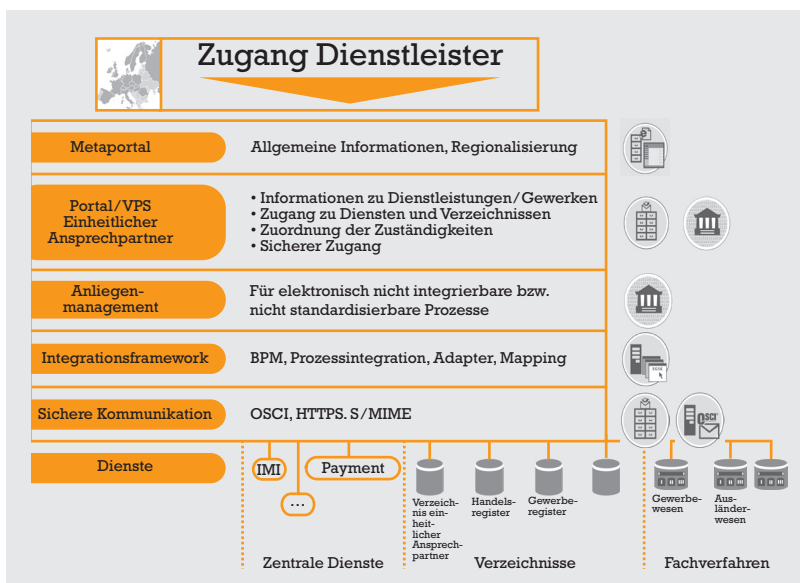 Zugang Dienstleister
Metaportal
Allgemeine Informationen, Regionalisierung
Portal/VPS
Einheitlicher
Ansprechpartner
• Informationen zu Dienstleistungen/Gewerken
• Zugang zu Diensten und Verzeichnissen
• Zuordnung der Zuständigkeiten
• Sicherer Zugang
Anliegen-
management
Für elektronisch nicht integrierbare bzw.
nicht standardisierbare Prozesse
Integrationsframework
BPM, Prozessintegration, Adapter, Mapping
Sichere Kommunikation
OSCI, HTTPS. S/MIME
OSCI
Dienste
IMI
Payment
...
Verzeich-
nis ein-
heit-
licher
Ansprech-
partner
Handels-
register
Gewerbe-
register
Gewerbe-
wesen
Aus-
länder-
wesen
Zentrale Dienste
Verzeichnisse
Fachverfahren